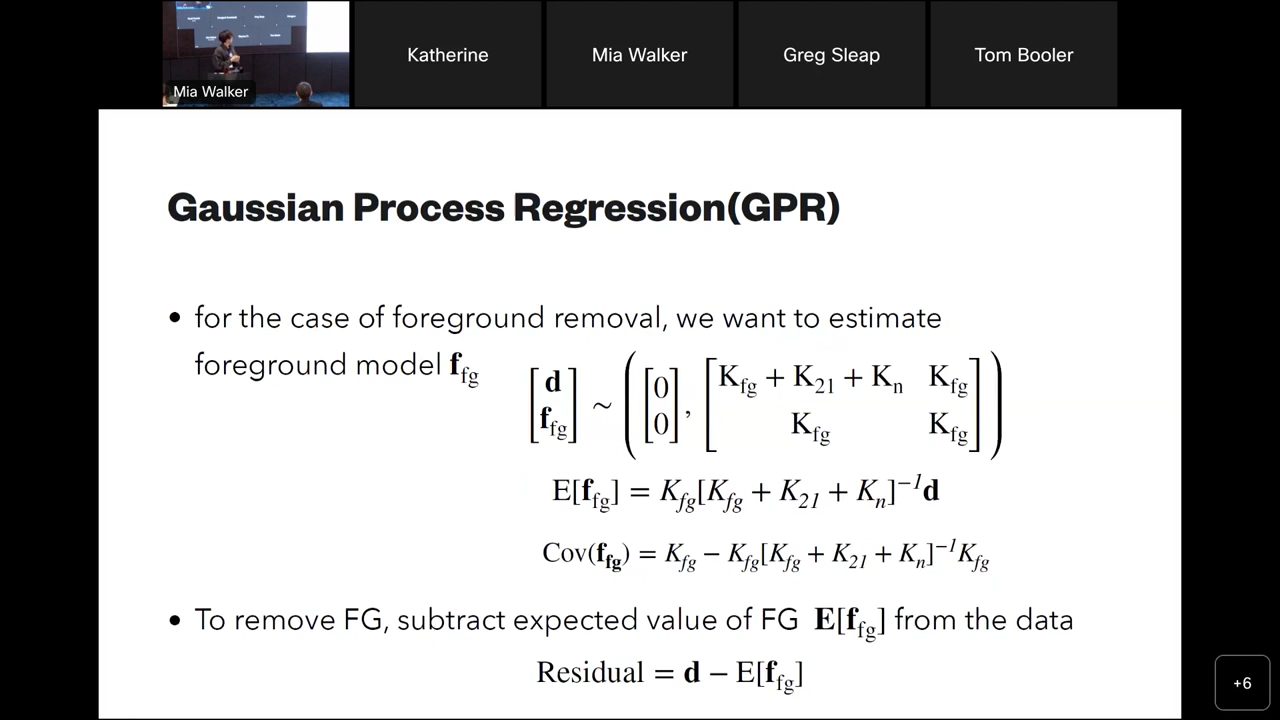 Mia Walker
Katherine
Mia Walker
Greg Sleap
Tom Booler
Gaussian Process Regression(GPR)
• for the case of foreground removal, we want to estimate
foreground model f_fg
[d f_fg] ~ ([0 0], [K_fg + K_21 + K_n K_fg K_fg K_fg])
E[f_fg] = K_fg[K_fg + K_21 + K_n]^−1 d
Cov(f_fg) = K_fg − K_fg[K_fg + K_21 + K_n]^−1 K_fg
• To remove FG, subtract expected value of FG E[f_fg] from the data
Residual = d − E[f_fg]
+6